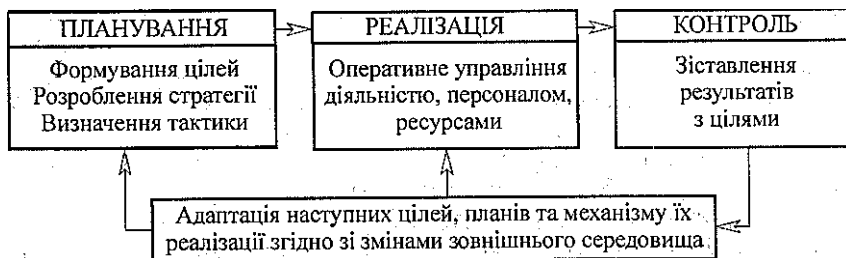 ПЛАНУВАННЯ
Формування цілей
Розроблення стратегії
Визначення тактики
РЕАЛІЗАЦІЯ
Оперативне управління
діяльністю, персоналом,
ресурсами
КОНТРОЛЬ
Зіставлення
результатів
з цілями
Адаптація наступних цілей, планів та механізму їх
реалізації згідно зі змінами зовнішнього середовища